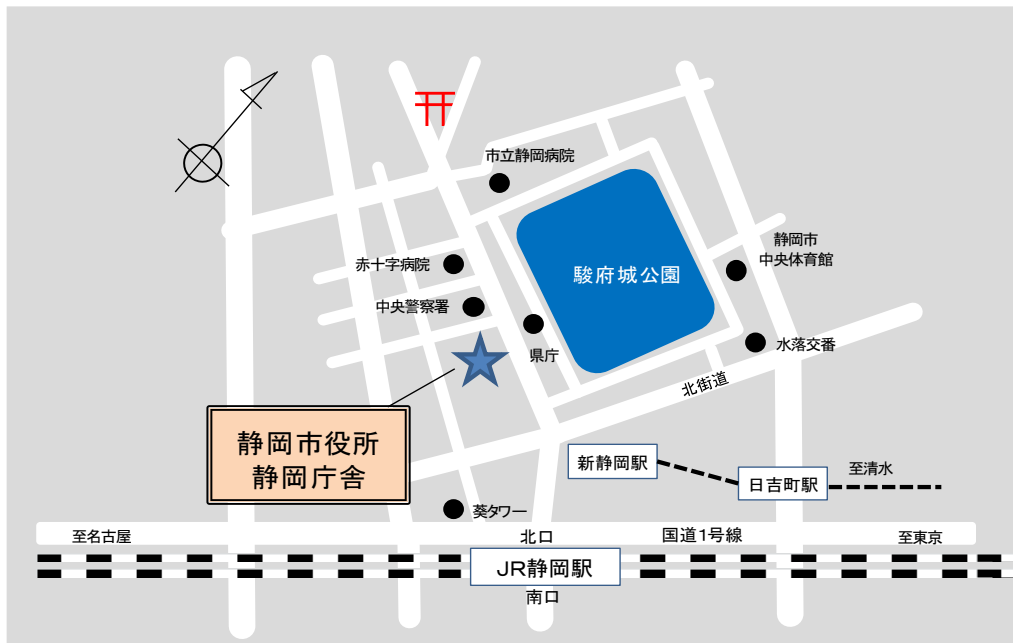 市立静岡病院
静岡市
中央体育館
赤十字病院
駿府城公園
中央警察署
県庁
水落交番
北街道
静岡市役所
静岡庁舎
新静岡駅
日吉町駅
至清水
葵タワー
至名古屋
北口
国道1号線
至東京
JR静岡駅
南口